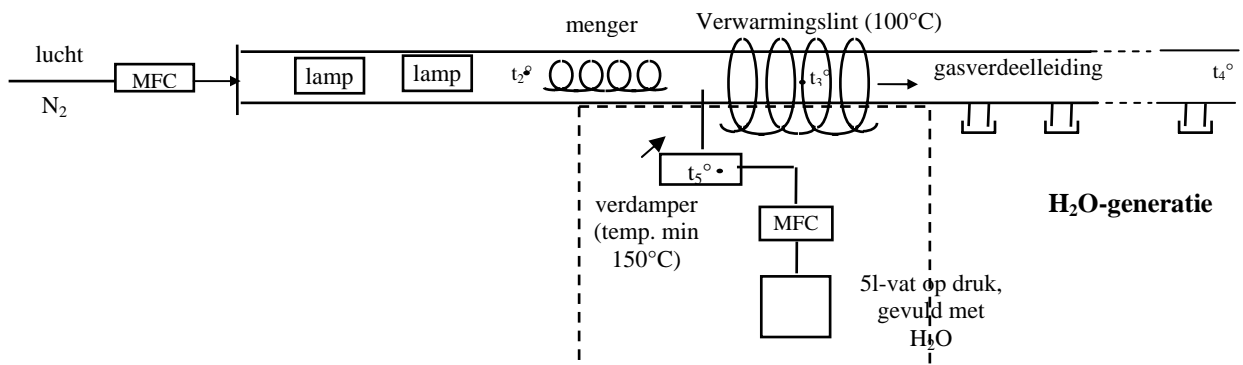 menger
Verwarmingslint (100°C)
lucht
MFC
N₂
lamp
lamp
t₂°
t₃°
gasverdeelleiding
t₄°
t₅°
verdamper
(temp. min
150°C)
MFC
H₂O-generatie
5l-vat op druk,
gevuld met
H₂O